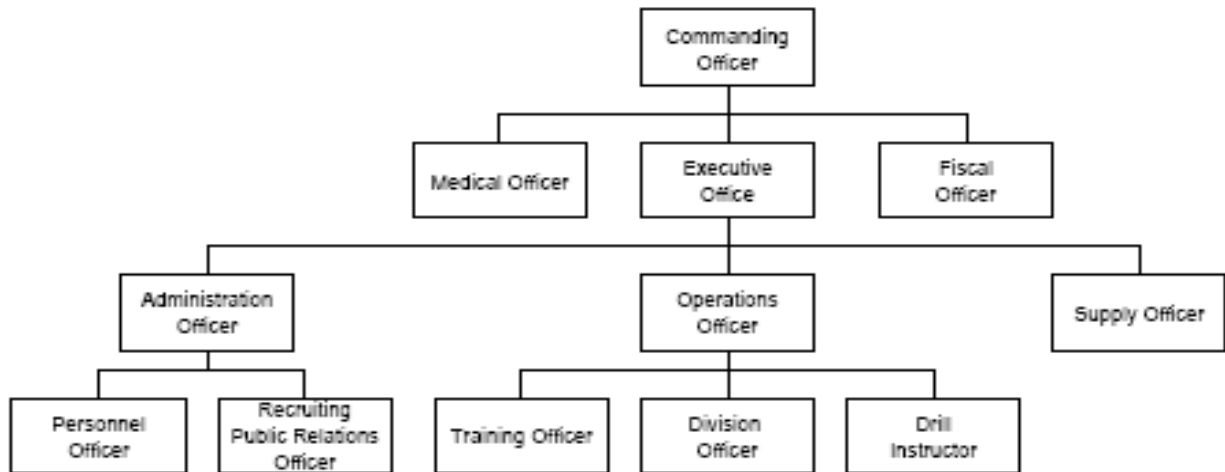 Commanding
Officer
Medical Officer
Executive
Office
Fiscal
Officer
Administration
Officer
Operations
Officer
Supply Officer
Personnel
Officer
Recruiting
Public Relations
Officer
Training Officer
Division
Officer
Drill
Instructor